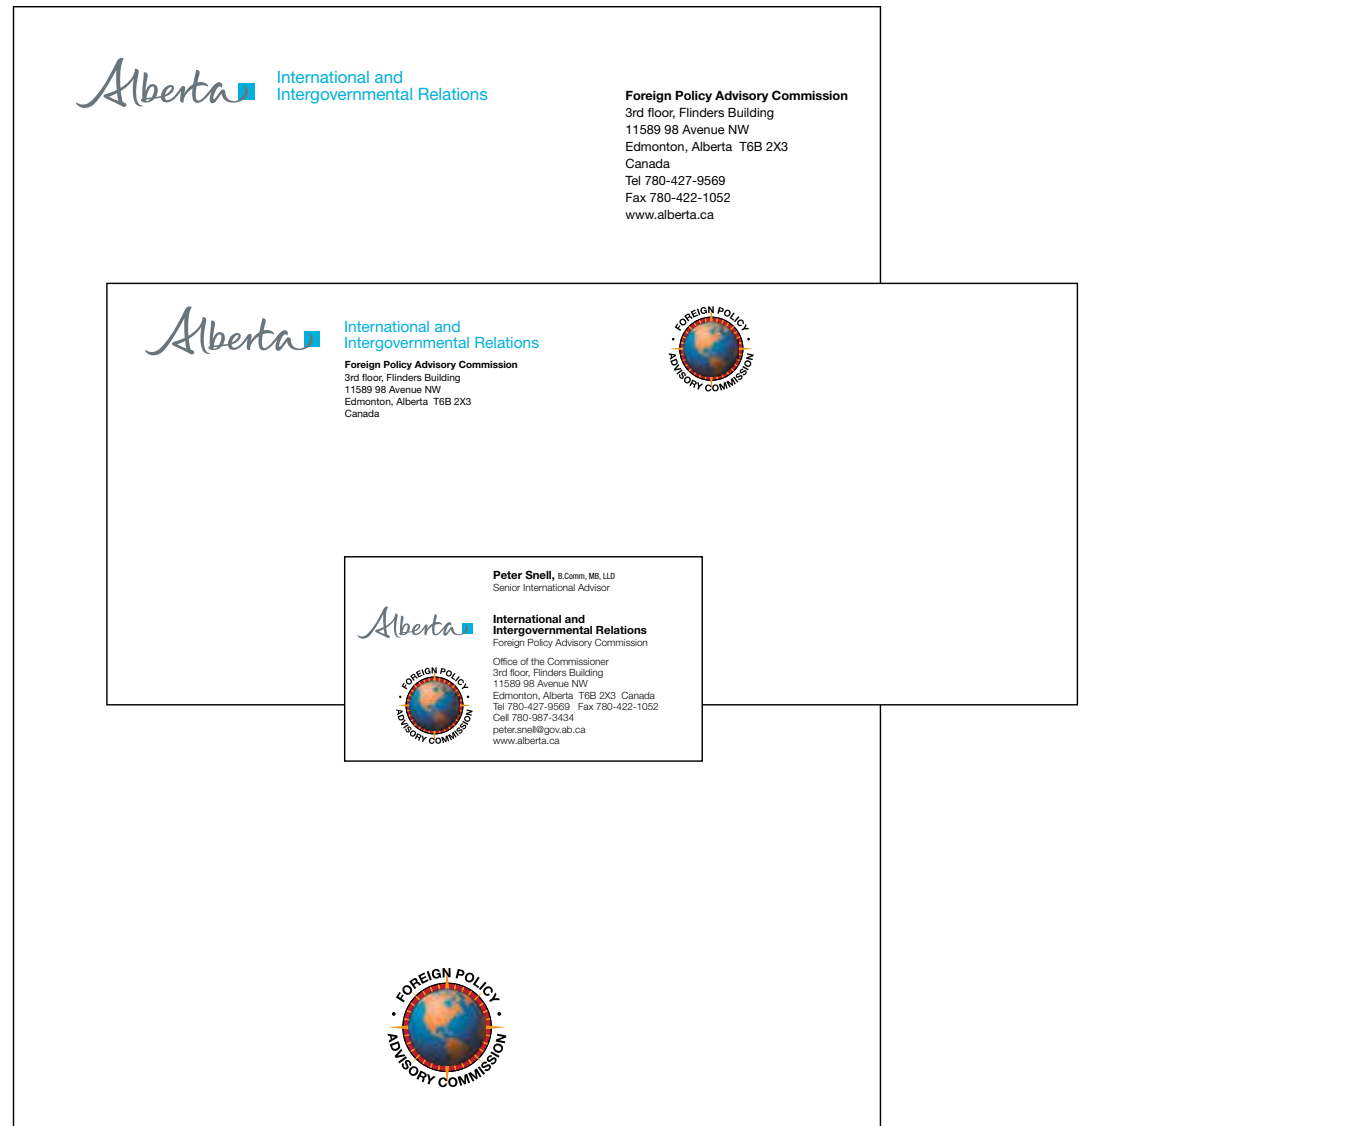 Alberta
International and
Intergovernmental Relations
Foreign Policy Advisory Commission
3rd floor, Flinders Building
11589 98 Avenue NW
Edmonton, Alberta  T6B 2X3
Canada
Tel 780-427-9569
Fax 780-422-1052
www.alberta.ca
Alberta
International and
Intergovernmental Relations
Foreign Policy Advisory Commission
3rd floor, Flinders Building
11589 98 Avenue NW
Edmonton, Alberta  T6B 2X3
Canada
FOREIGN POLICY
ADVISORY COMMISSION
Peter Snell, B.Comm, MB, LLD
Senior International Advisor
Alberta
International and
Intergovernmental Relations
Foreign Policy Advisory Commission
Office of the Commissioner
3rd floor, Flinders Building
11589 98 Avenue NW
Edmonton, Alberta  T6B 2X3  Canada
Tel 780-427-9569   Fax 780-422-1052
Cell 780-987-3434
peter.snell@gov.ab.ca
www.alberta.ca
FOREIGN POLICY
ADVISORY COMMISSION
FOREIGN POLICY
ADVISORY COMMISSION